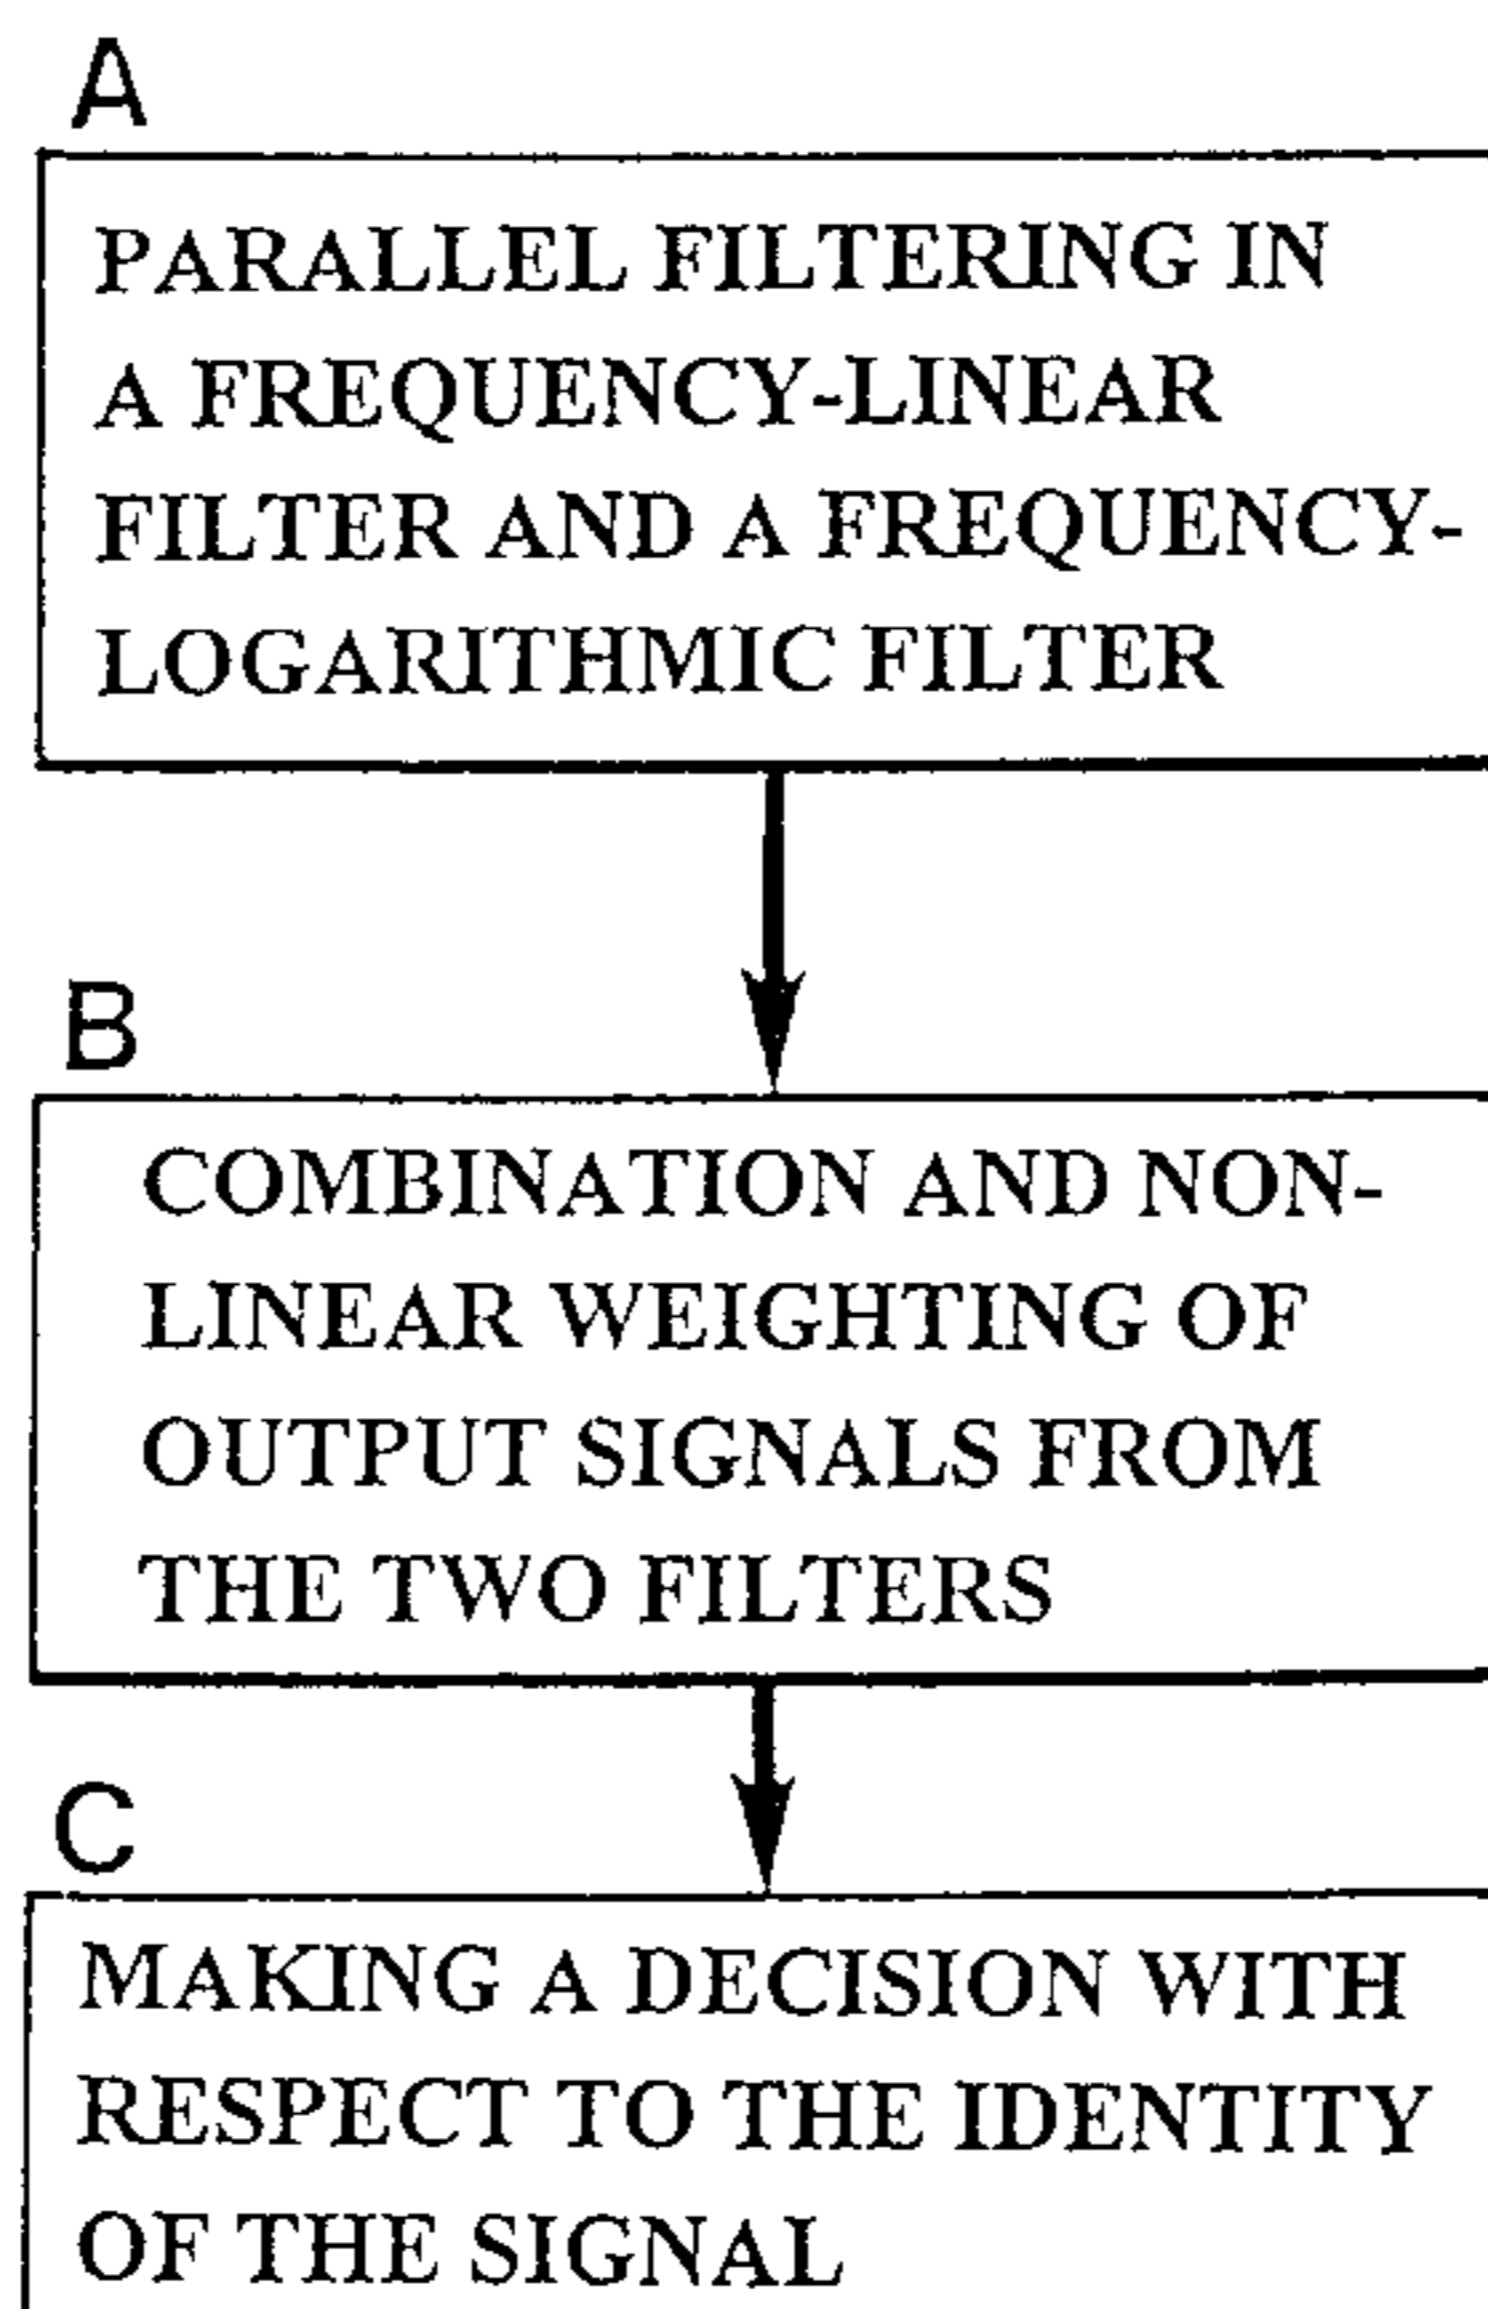 A
PARALLEL FILTERING IN
A FREQUENCY-LINEAR
FILTER AND A FREQUENCY-
LOGARITHMIC FILTER
B
COMBINATION AND NON-
LINEAR WEIGHTING OF
OUTPUT SIGNALS FROM
THE TWO FILTERS
C
MAKING A DECISION WITH
RESPECT TO THE IDENTITY
OF THE SIGNAL